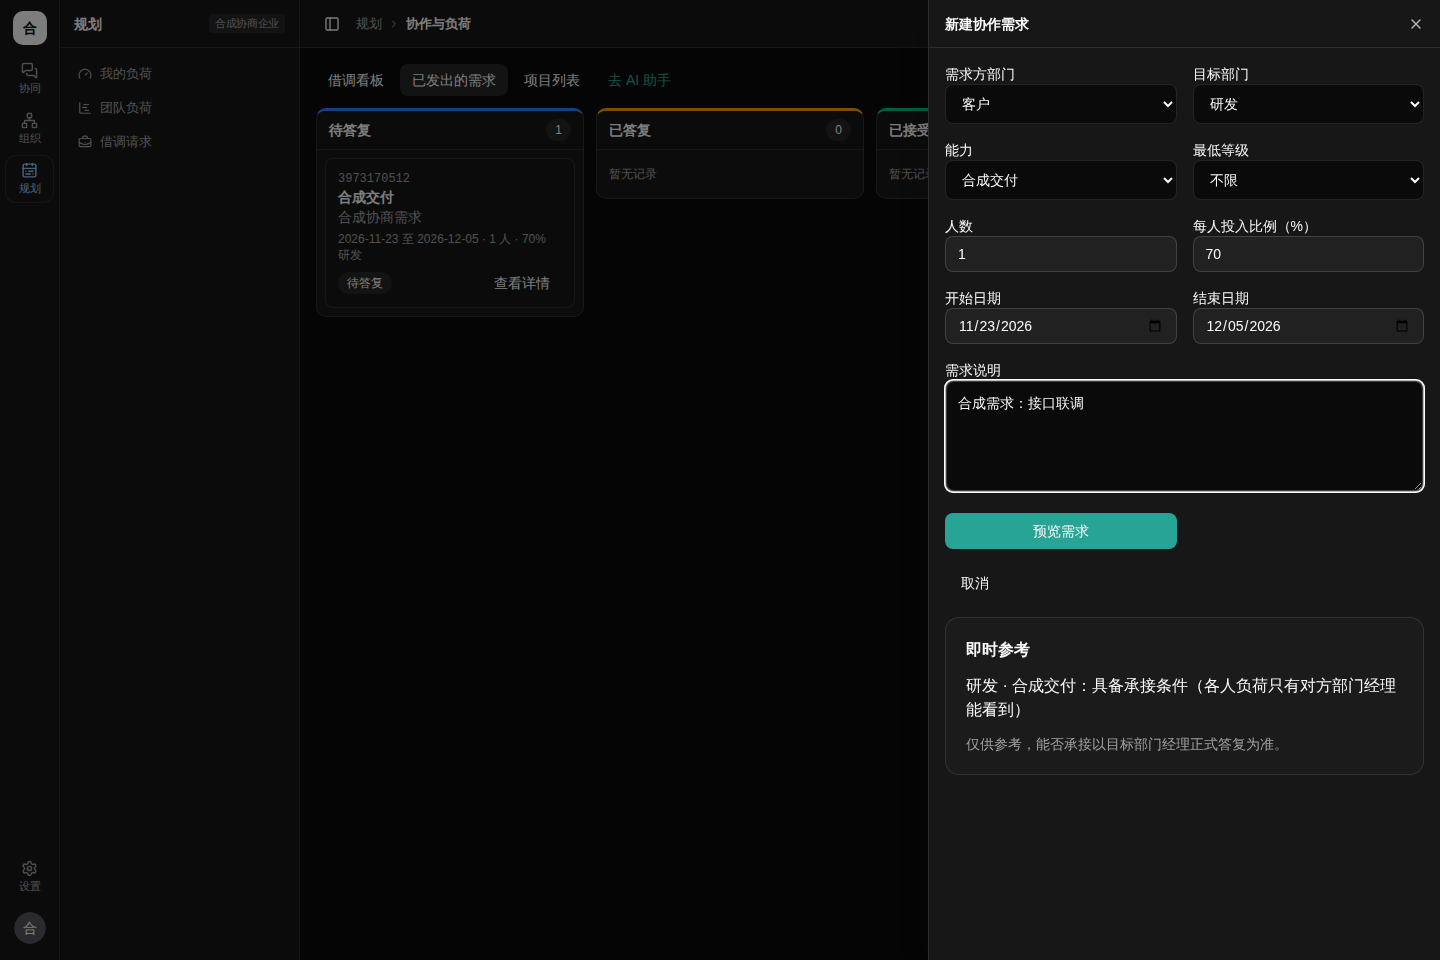 合
协同
组织
规划
设置
合
规划
合成协商企业
我的负荷
团队负荷
借调请求
规划 › 协作与负荷
借调看板
已发出的需求
项目列表
去 AI 助手
待答复
1
3973170512
合成交付
合成协商需求
2026-11-23 至 2026-12-05 · 1 人 · 70%
研发
待答复
查看详情
已答复
0
暂无记录
已接受
暂无记
新建协作需求
需求方部门
客户
目标部门
研发
能力
合成交付
最低等级
不限
人数
1
每人投入比例（%）
70
开始日期
11/23/2026
结束日期
12/05/2026
需求说明
合成需求：接口联调
预览需求
取消
即时参考
研发 · 合成交付：具备承接条件（各人负荷只有对方部门经理
能看到）
仅供参考，能否承接以目标部门经理正式答复为准。